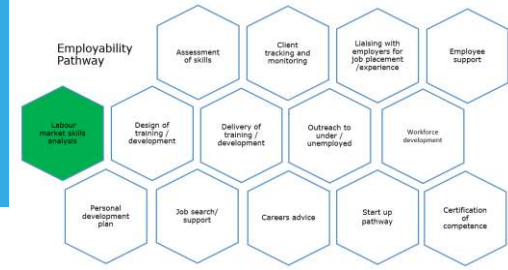 Employability
Pathway
Assessment
of skills
Client
tracking and
monitoring
Liaising with
employers for
job placement
/experience
Employee
support
Labour
market skills
analysis
Design of
training /
development
Delivery of
training /
development
Outreach to
under /
unemployed
Workforce
development
Personal
development
plan
Job search/
support
Careers advice
Start up
pathway
Certification
of
competence